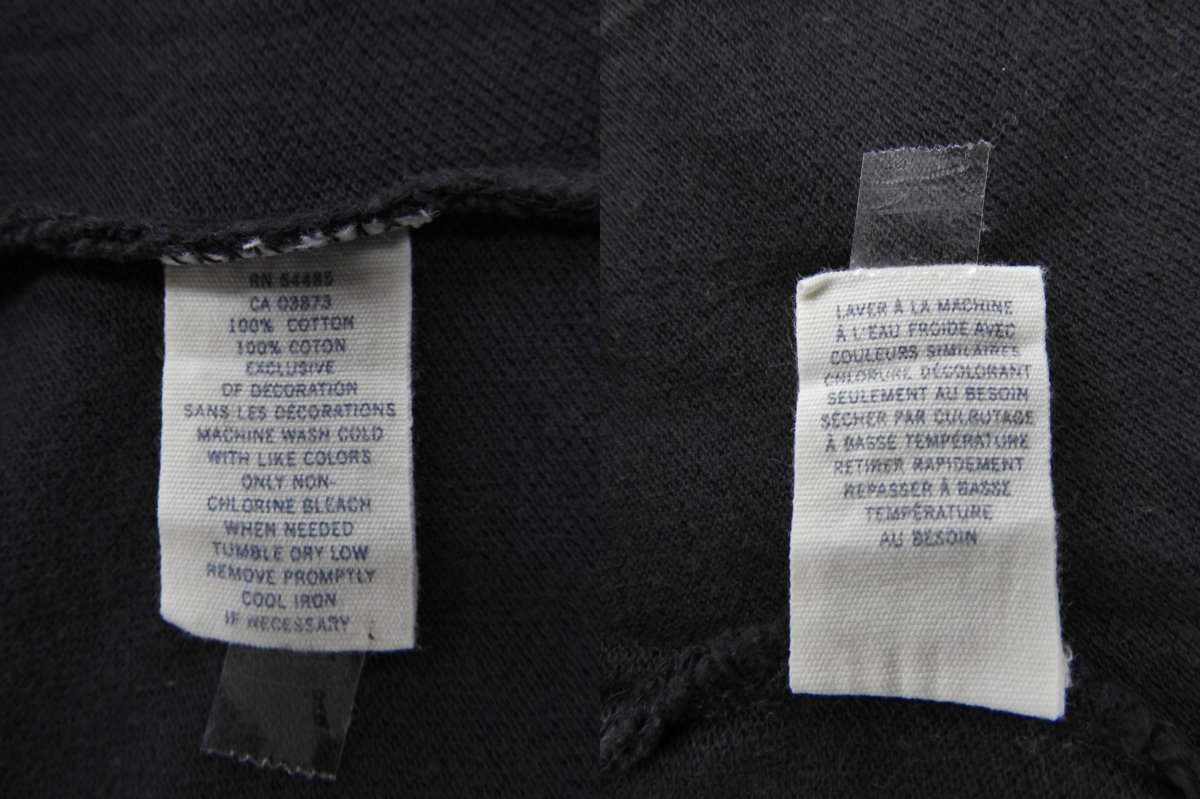 RN 54485
CA 03873
100% COTTON
100% COTON
EXCLUSIVE
OF DECORATION
SANS LES DÉCORATIONS
MACHINE WASH COLD
WITH LIKE COLORS
ONLY NON-
CHLORINE BLEACH
WHEN NEEDED
TUMBLE DRY LOW
REMOVE PROMPTLY
COOL IRON
IF NECESSARY
LAVER À LA MACHINE
À L'EAU FROIDE AVEC
COULEURS SIMILAIRES
CHLORURE DÉCOLORANT
SEULEMENT AU BESOIN
SÉCHER PAR CULBUTAGE
À BASSE TEMPÉRATURE
RETIRER RAPIDEMENT
REPASSER À BASSE
TEMPÉRATURE
AU BESOIN